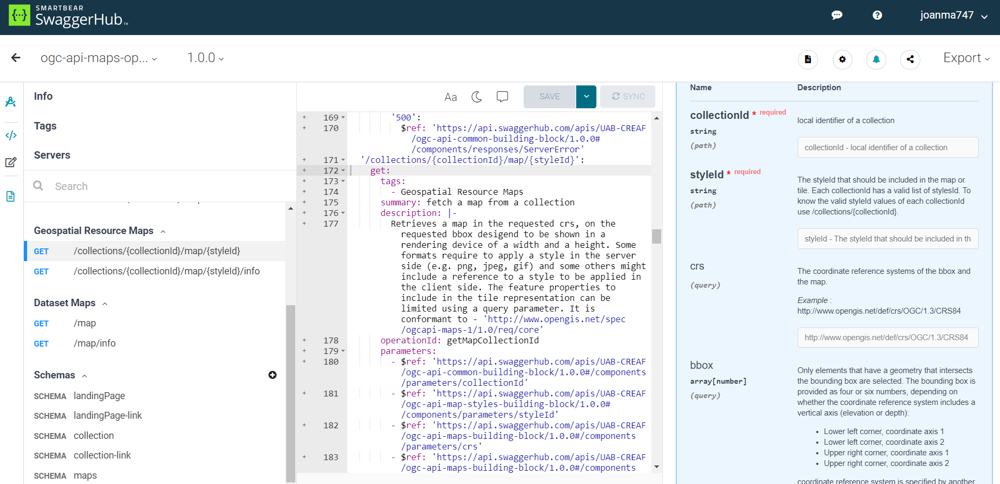 SMARTBEAR
SwaggerHub™
joanma747
ogc-api-maps-op...
1.0.0
Export
Info
Tags
Servers
Search
Geospatial Resource Maps
GET /collections/{collectionId}/map/{styleId}
GET /collections/{collectionId}/map/{styleId}/info
Dataset Maps
GET /map
GET /map/info
Schemas
SCHEMA landingPage
SCHEMA landingPage-link
SCHEMA collection
SCHEMA collection-link
SCHEMA maps
Aa
SAVE
SYNC
169 '500':
170 $ref: 'https://api.swaggerhub.com/apis/UAB-CREAF
/ogc-api-common-building-block/1.0.0#
/components/responses/ServerError'
171 '/collections/{collectionId}/map/{styleId}':
172 get:
173 tags:
174 - Geospatial Resource Maps
175 summary: fetch a map from a collection
176 description: |-
177 Retrieves a map in the requested crs, on the
requested bbox desigend to be shown in a
rendering device of a width and a height. Some
formats require to apply a style in the server
side (e.g. png, jpeg, gif) and some others might
include a reference to a style to be applied in
the client side. The feature properties to
include in the tile representation can be
limited using a query parameter. It is
conformant to - 'http://www.opengis.net/spec
/ogcapi-maps-1/1.0/req/core'
178 operationId: getMapCollectionId
179 parameters:
180 - $ref: 'https://api.swaggerhub.com/apis/UAB-CREAF
/ogc-api-common-building-block/1.0.0#/components
/parameters/collectionId'
181 - $ref: 'https://api.swaggerhub.com/apis/UAB-CREAF
/ogc-api-map-styles-building-block/1.0.0#
/components/parameters/styleId'
182 - $ref: 'https://api.swaggerhub.com/apis/UAB-CREAF
/ogc-api-maps-building-block/1.0.0#/components
/parameters/crs'
183 - $ref: 'https://api.swaggerhub.com/apis/UAB-CREAF
/ogc-api-maps-building-block/1.0.0#/components
Name Description
collectionId * required
string
(path)
local identifier of a collection
collectionId - local identifier of a collection
styleId * required
string
(path)
The styleId that should be included in the map or
tile. Each collectionId has a valid list of stylesId. To
know the valid styleId values of each collectionId
use /collections/{collectionId}.
styleId - The styleId that should be included in th
crs
(query)
The coordinate reference systems of the bbox and
the map.
Example :
http://www.opengis.net/def/crs/OGC/1.3/CRS84
http://www.opengis.net/def/crs/OGC/1.3/CRS84
bbox
array[number]
(query)
Only elements that have a geometry that intersects
the bounding box are selected. The bounding box is
provided as four or six numbers, depending on
whether the coordinate reference system includes a
vertical axis (elevation or depth):
• Lower left corner, coordinate axis 1
• Lower left corner, coordinate axis 2
• Upper right corner, coordinate axis 1
• Upper right corner, coordinate axis 2
coordinate reference system is specified by another